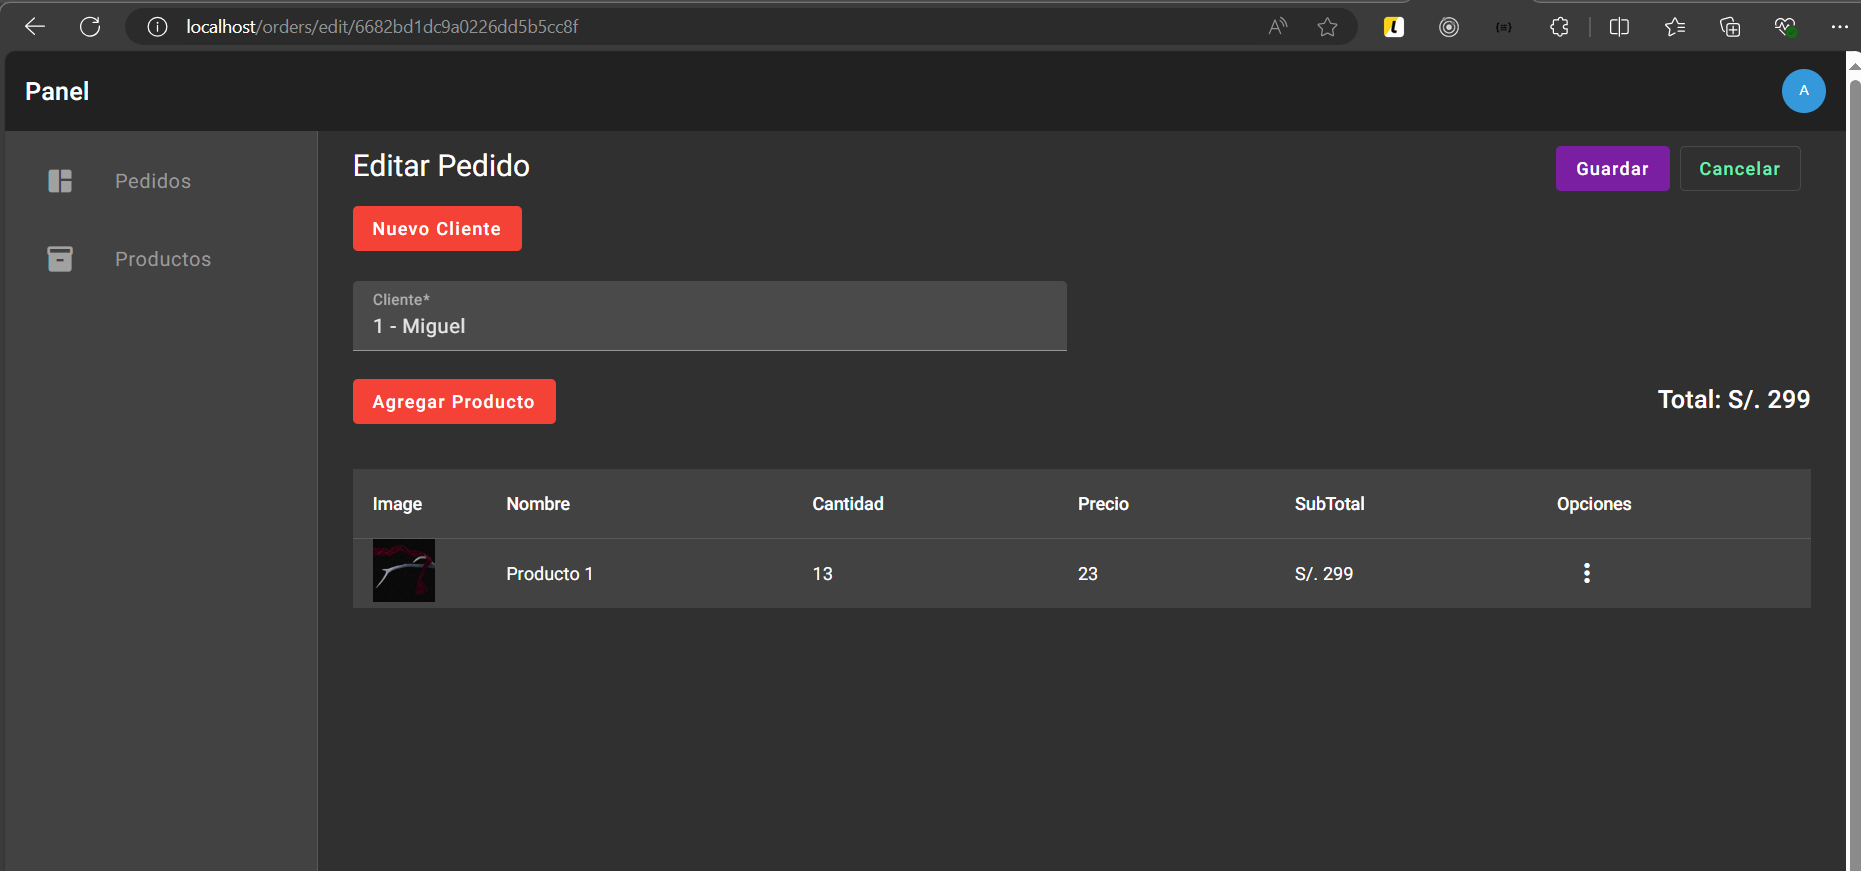 localhost/orders/edit/6682bd1dc9a0226dd5b5cc8f
Panel
A
Pedidos
Productos
Editar Pedido
Guardar
Cancelar
Nuevo Cliente
Cliente*
1 - Miguel
Agregar Producto
Total: S/. 299
Image Nombre Cantidad Precio SubTotal Opciones
Producto 1 13 23 S/. 299